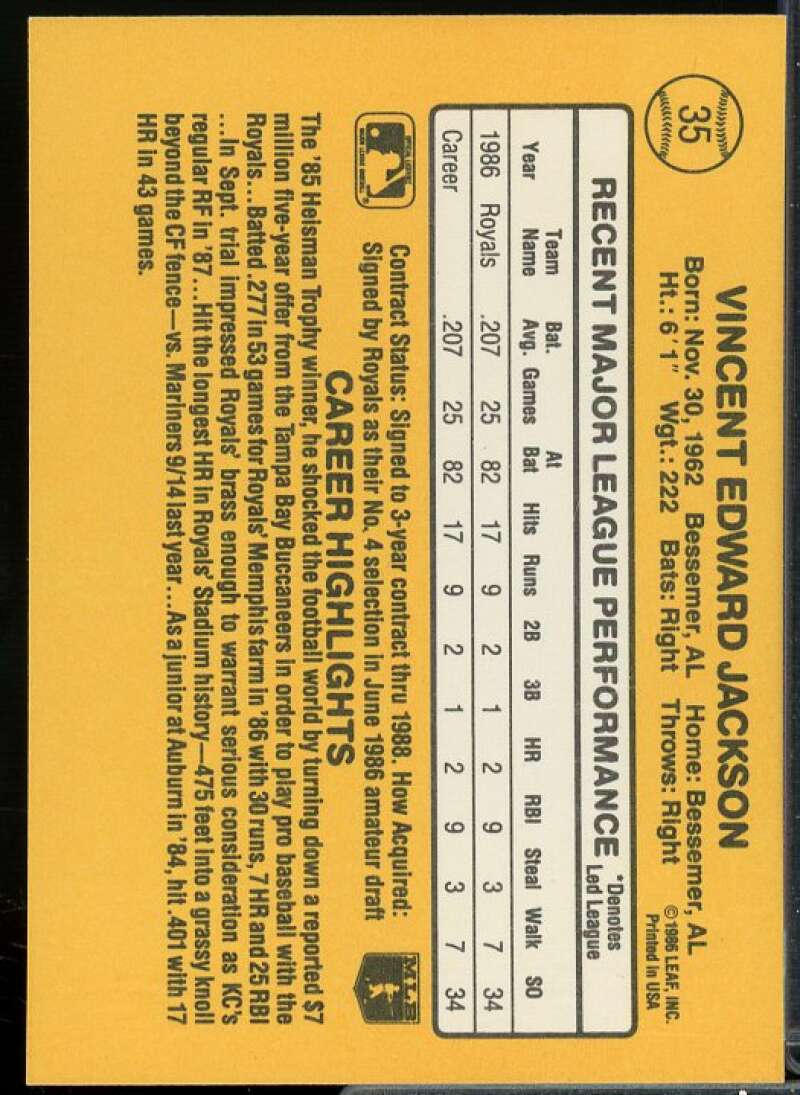 35
VINCENT EDWARD JACKSON
Born: Nov. 30, 1962 Bessemer, AL Home: Bessemer, AL
Ht.: 6'1" Wgt.: 222 Bats: Right Throws: Right
©1986 LEAF, INC.
Printed in USA
RECENT MAJOR LEAGUE PERFORMANCE *Denotes Led League
Year Team Name Bat. Avg. Games At Bat Hits Runs 2B 3B HR RBI Steal Walk SO
1986 Royals .207 25 82 17 9 2 1 2 9 3 7 34
Career .207 25 82 17 9 2 1 2 9 3 7 34
Contract Status: Signed to 3-year contract thru 1988. How Acquired:
Signed by Royals as their No. 4 selection in June 1986 amateur draft
MLB
CAREER HIGHLIGHTS
The '85 Heisman Trophy winner, he shocked the football world by turning down a reported $7
million five-year offer from the Tampa Bay Buccaneers in order to play pro baseball with the
Royals...Batted .277 in 53 games for Royals' Memphis farm in '86 with 30 runs, 7 HR and 25 RBI
...In Sept. trial impressed Royals' brass enough to warrant serious consideration as KC's
regular RF in '87...Hit the longest HR in Royals' Stadium history—475 feet into a grassy knoll
beyond the CF fence—vs. Mariners 9/14 last year...As a junior at Auburn in '84, hit .401 with 17
HR in 43 games.